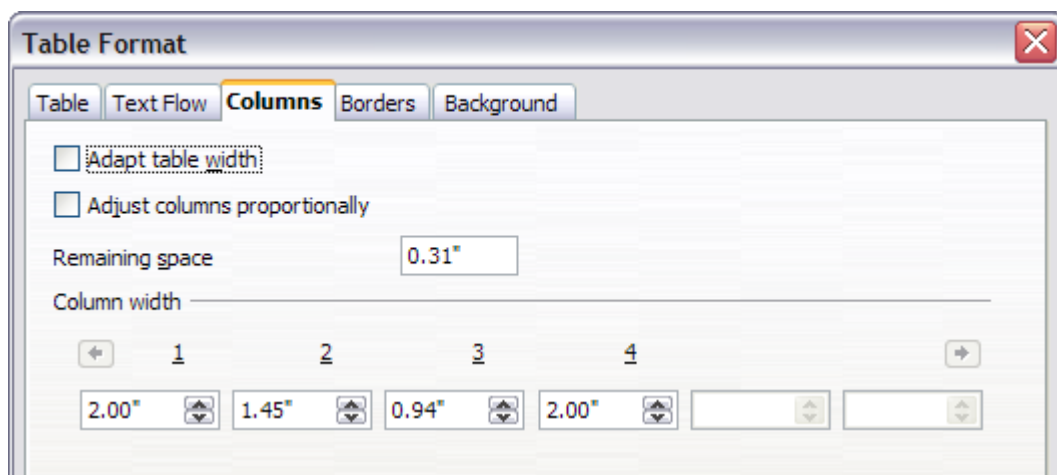 Table Format
Table Text Flow Columns Borders Background
Adapt table width
Adjust columns proportionally
Remaining space 0.31"
Column width
1 2 3 4
2.00" 1.45" 0.94" 2.00"